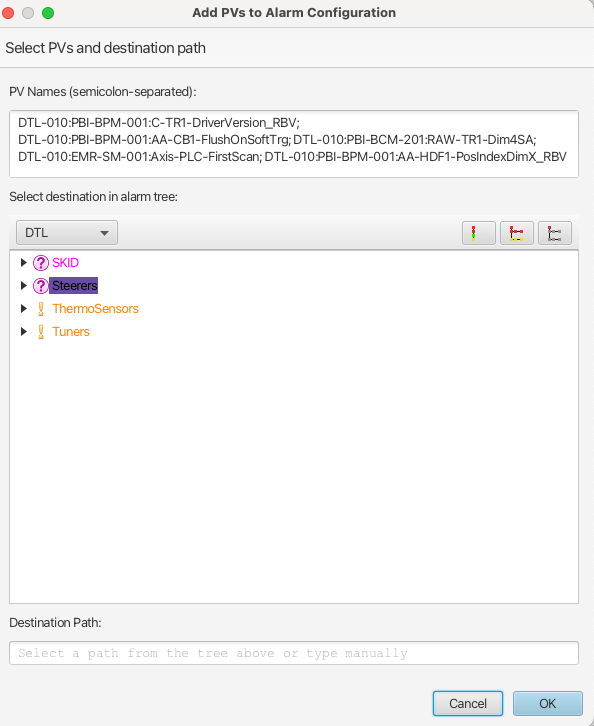 Add PVs to Alarm Configuration
Select PVs and destination path
PV Names (semicolon-separated):
DTL-010:PBI-BPM-001:C-TR1-DriverVersion_RBV;
DTL-010:PBI-BPM-001:AA-CB1-FlushOnSoftTrg; DTL-010:PBI-BCM-201:RAW-TR1-Dim4SA;
DTL-010:EMR-SM-001:Axis-PLC-FirstScan; DTL-010:PBI-BPM-001:AA-HDF1-PosIndexDimX_RBV
Select destination in alarm tree:
DTL
SKID
Steerers
ThermoSensors
Tuners
Destination Path:
Select a path from the tree above or type manually
Cancel
OK